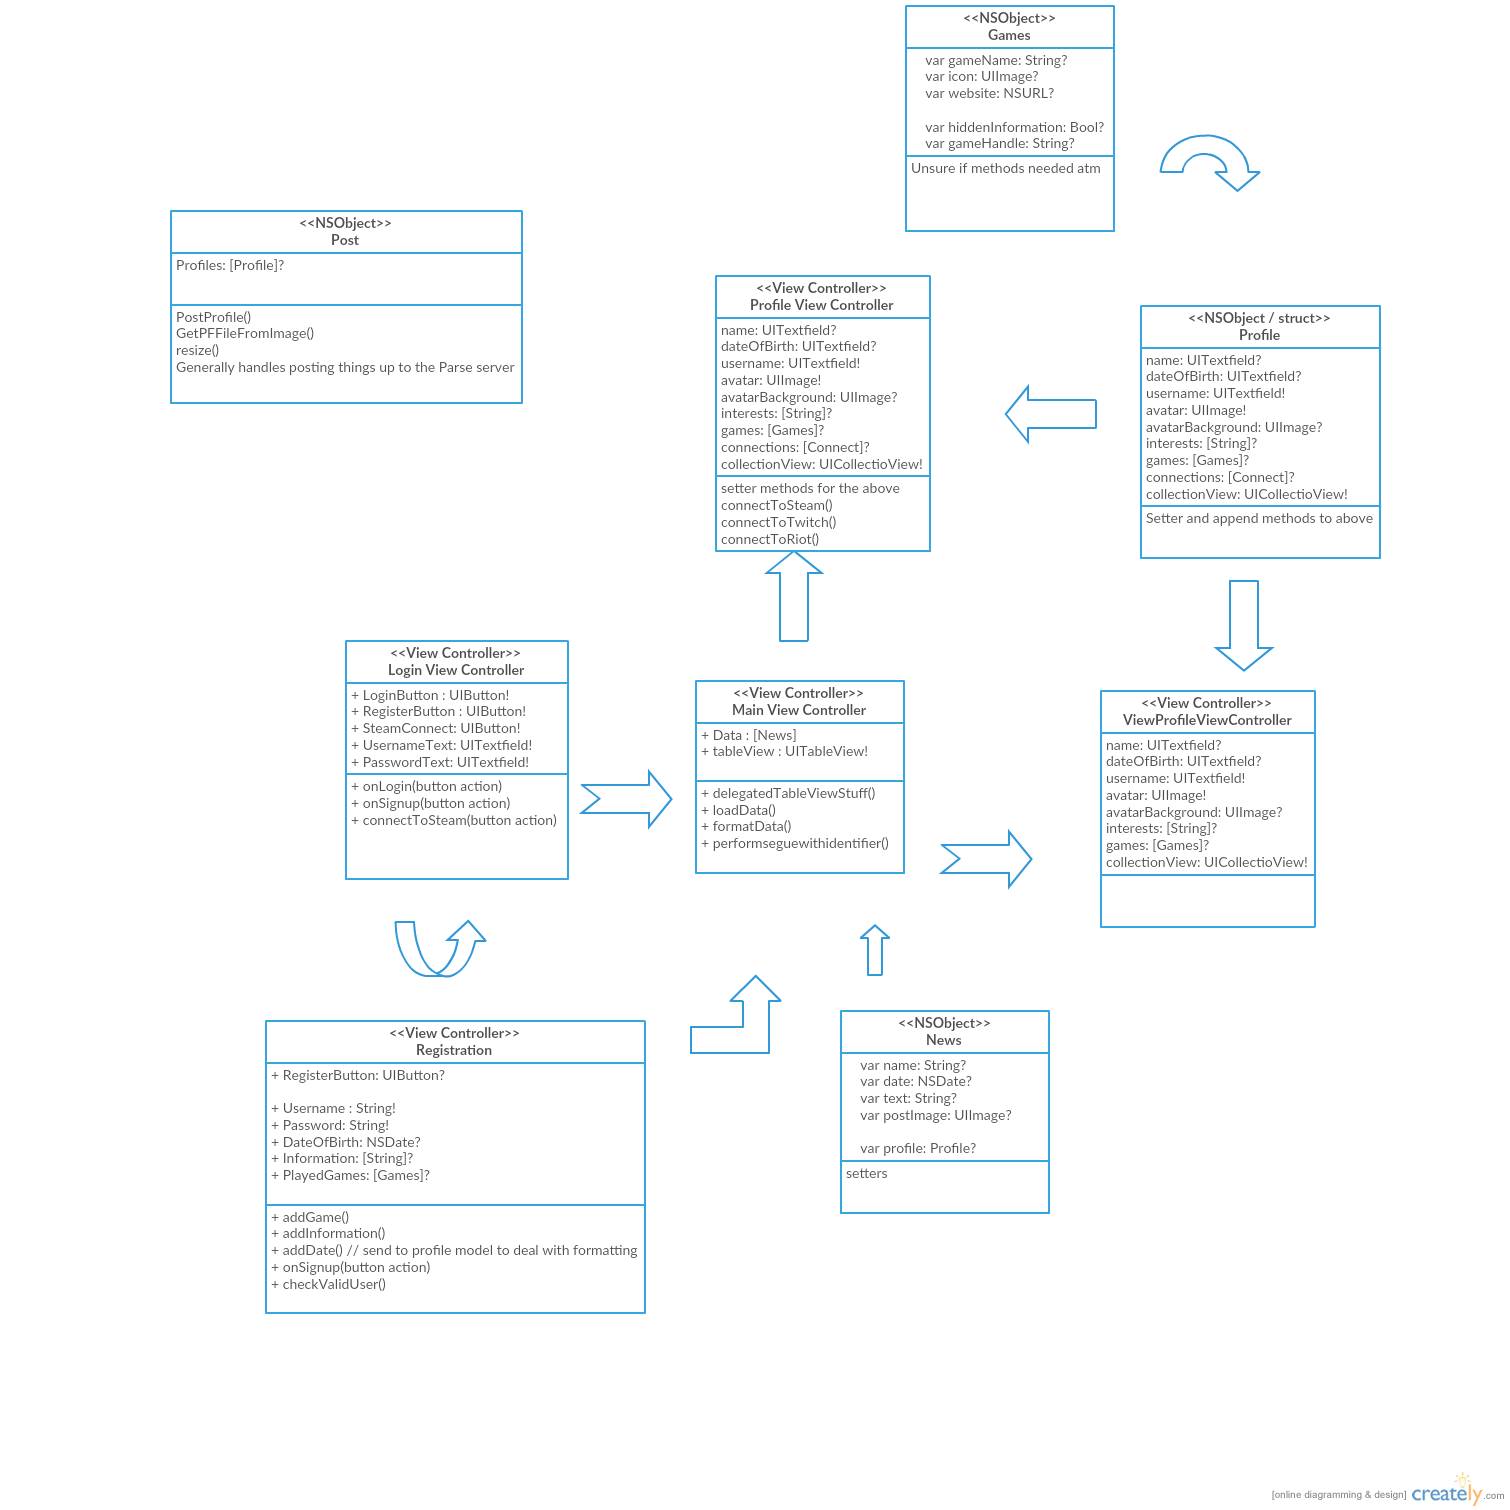 <<NSObject>>
Games
var gameName: String?
var icon: UIImage?
var website: NSURL?
var hiddenInformation: Bool?
var gameHandle: String?
Unsure if methods needed atm
<<NSObject>>
Post
Profiles: [Profile]?
PostProfile()
GetPFFileFromImage()
resize()
Generally handles posting things up to the Parse server
<<View Controller>>
Profile View Controller
name: UITextfield?
dateOfBirth: UITextfield?
username: UITextfield!
avatar: UIImage!
avatarBackground: UIImage?
interests: [String]?
games: [Games]?
connections: [Connect]?
collectionView: UICollectioView!
setter methods for the above
connectToSteam()
connectToTwitch()
connectToRiot()
<<NSObject / struct>>
Profile
name: UITextfield?
dateOfBirth: UITextfield?
username: UITextfield!
avatar: UIImage!
avatarBackground: UIImage?
interests: [String]?
games: [Games]?
connections: [Connect]?
collectionView: UICollectioView!
Setter and append methods to above
<<View Controller>>
Login View Controller
+ LoginButton : UIButton!
+ RegisterButton : UIButton!
+ SteamConnect: UIButton!
+ UsernameText: UITextfield!
+ PasswordText: UITextfield!
+ onLogin(button action)
+ onSignup(button action)
+ connectToSteam(button action)
<<View Controller>>
Main View Controller
+ Data : [News]
+ tableView : UITableView!
+ delegatedTableViewStuff()
+ loadData()
+ formatData()
+ performseguewithidentifier()
<<View Controller>>
ViewProfileViewController
name: UITextfield?
dateOfBirth: UITextfield?
username: UITextfield!
avatar: UIImage!
avatarBackground: UIImage?
interests: [String]?
games: [Games]?
collectionView: UICollectioView!
<<View Controller>>
Registration
+ RegisterButton: UIButton?
+ Username : String!
+ Password: String!
+ DateOfBirth: NSDate?
+ Information: [String]?
+ PlayedGames: [Games]?
+ addGame()
+ addInformation()
+ addDate() // send to profile model to deal with formatting
+ onSignup(button action)
+ checkValidUser()
<<NSObject>>
News
var name: String?
var date: NSDate?
var text: String?
var postImage: UIImage?
var profile: Profile?
setters
[online diagramming & design] creately.com